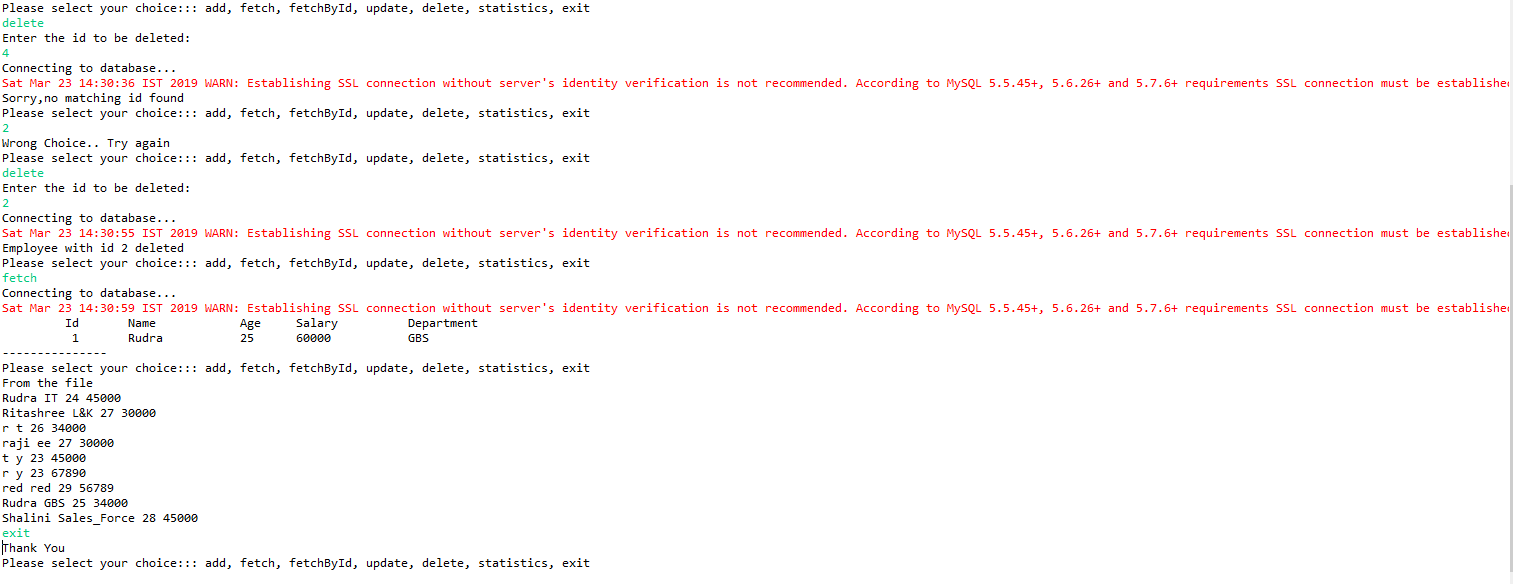 Please select your choice::: add, fetch, fetchById, update, delete, statistics, exit
delete
Enter the id to be deleted:
4
Connecting to database...
Sat Mar 23 14:30:36 IST 2019 WARN: Establishing SSL connection without server's identity verification is not recommended. According to MySQL 5.5.45+, 5.6.26+ and 5.7.6+ requirements SSL connection must be establishe
Sorry,no matching id found
Please select your choice::: add, fetch, fetchById, update, delete, statistics, exit
2
Wrong Choice.. Try again
Please select your choice::: add, fetch, fetchById, update, delete, statistics, exit
delete
Enter the id to be deleted:
2
Connecting to database...
Sat Mar 23 14:30:55 IST 2019 WARN: Establishing SSL connection without server's identity verification is not recommended. According to MySQL 5.5.45+, 5.6.26+ and 5.7.6+ requirements SSL connection must be establishe
Employee with id 2 deleted
Please select your choice::: add, fetch, fetchById, update, delete, statistics, exit
fetch
Connecting to database...
Sat Mar 23 14:30:59 IST 2019 WARN: Establishing SSL connection without server's identity verification is not recommended. According to MySQL 5.5.45+, 5.6.26+ and 5.7.6+ requirements SSL connection must be establishe
Id Name Age Salary Department
1 Rudra 25 60000 GBS
---------------
Please select your choice::: add, fetch, fetchById, update, delete, statistics, exit
From the file
Rudra IT 24 45000
Ritashree L&K 27 30000
r t 26 34000
raji ee 27 30000
t y 23 45000
r y 23 67890
red red 29 56789
Rudra GBS 25 34000
Shalini Sales_Force 28 45000
exit
Thank You
Please select your choice::: add, fetch, fetchById, update, delete, statistics, exit